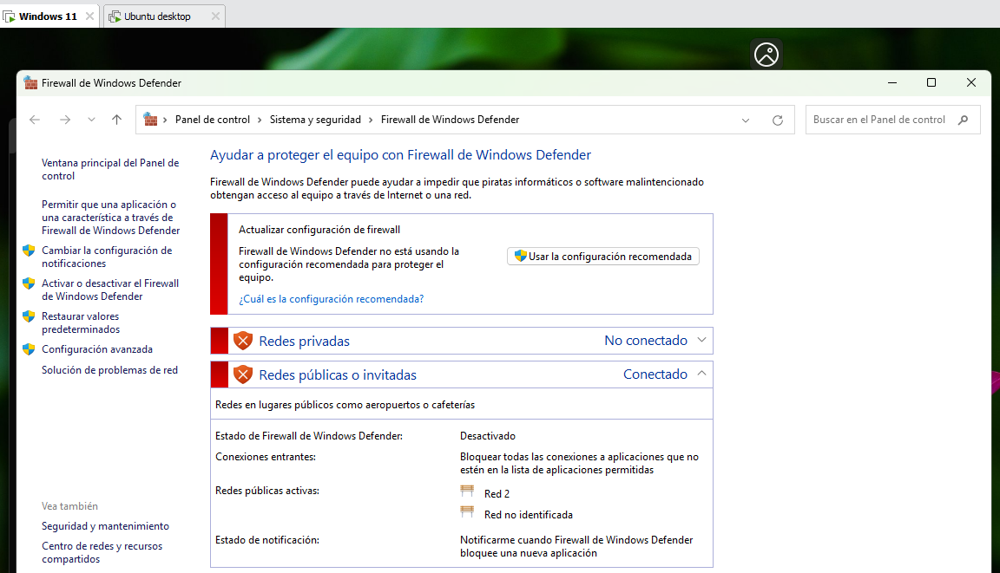 Windows 11
Ubuntu desktop
Firewall de Windows Defender
Panel de control
Sistema y seguridad
Firewall de Windows Defender
Buscar en el Panel de control
Ventana principal del Panel de
control
Permitir que una aplicación o
una característica a través de
Firewall de Windows Defender
Cambiar la configuración de
notificaciones
Activar o desactivar el Firewall
de Windows Defender
Restaurar valores
predeterminados
Configuración avanzada
Solución de problemas de red
Vea también
Seguridad y mantenimiento
Centro de redes y recursos
compartidos
Ayudar a proteger el equipo con Firewall de Windows Defender
Firewall de Windows Defender puede ayudar a impedir que piratas informáticos o software malintencionado
obtengan acceso al equipo a través de Internet o una red.
Actualizar configuración de firewall
Firewall de Windows Defender no está usando la
configuración recomendada para proteger el
equipo.
Usar la configuración recomendada
¿Cuál es la configuración recomendada?
Redes privadas
No conectado
Redes públicas o invitadas
Conectado
Redes en lugares públicos como aeropuertos o cafeterías
Estado de Firewall de Windows Defender:
Desactivado
Conexiones entrantes:
Bloquear todas las conexiones a aplicaciones que no
estén en la lista de aplicaciones permitidas
Redes públicas activas:
Red 2
Red no identificada
Estado de notificación:
Notificarme cuando Firewall de Windows Defender
bloquee una nueva aplicación